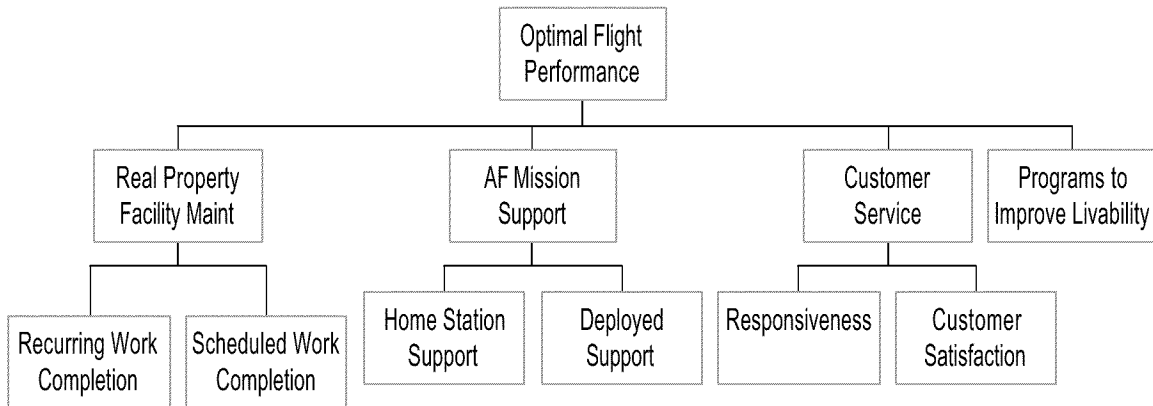 Optimal Flight
Performance
Real Property
Facility Maint
AF Mission
Support
Customer
Service
Programs to
Improve Livability
Recurring Work
Completion
Scheduled Work
Completion
Home Station
Support
Deployed
Support
Responsiveness
Customer
Satisfaction